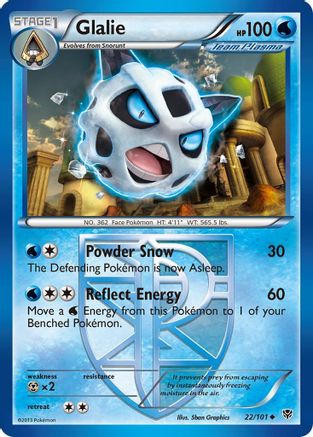 STAGE1
Glalie
HP100
Evolves from Snorunt
Team Plasma
NO. 362 Face Pokémon HT: 4'11" WT: 565.5 lbs.
Powder Snow 30
The Defending Pokémon is now Asleep.
Reflect Energy 60
Move a Energy from this Pokémon to 1 of your
Benched Pokémon.
weakness
resistance
×2
It prevents prey from escaping
by instantaneously freezing
moisture in the air.
retreat
©2013 Pokémon
Illus. 5ban Graphics
22/101